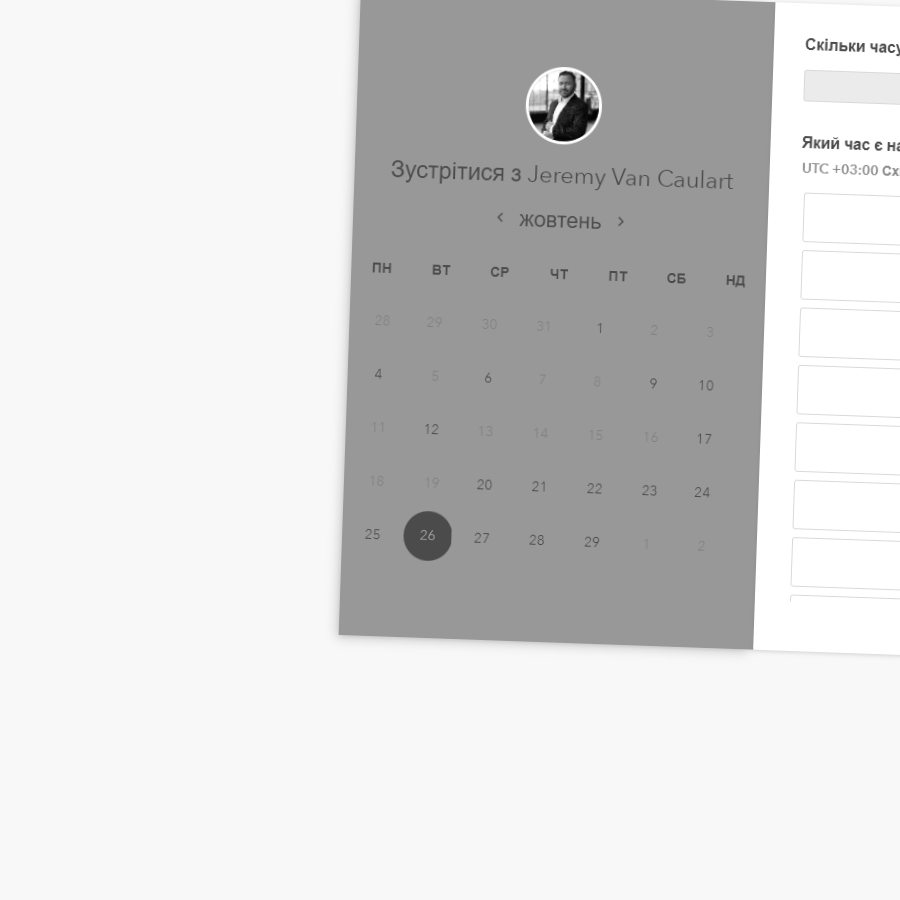 Зустрітися з Jeremy Van Caulart
жовтень
ПН ВТ СР ЧТ ПТ СБ НД
28 29 30 31 1 2 3
4 5 6 7 8 9 10
11 12 13 14 15 16 17
18 19 20 21 22 23 24
25 26 27 28 29 1 2
Скільки часу
Який час є
UTC +03:00